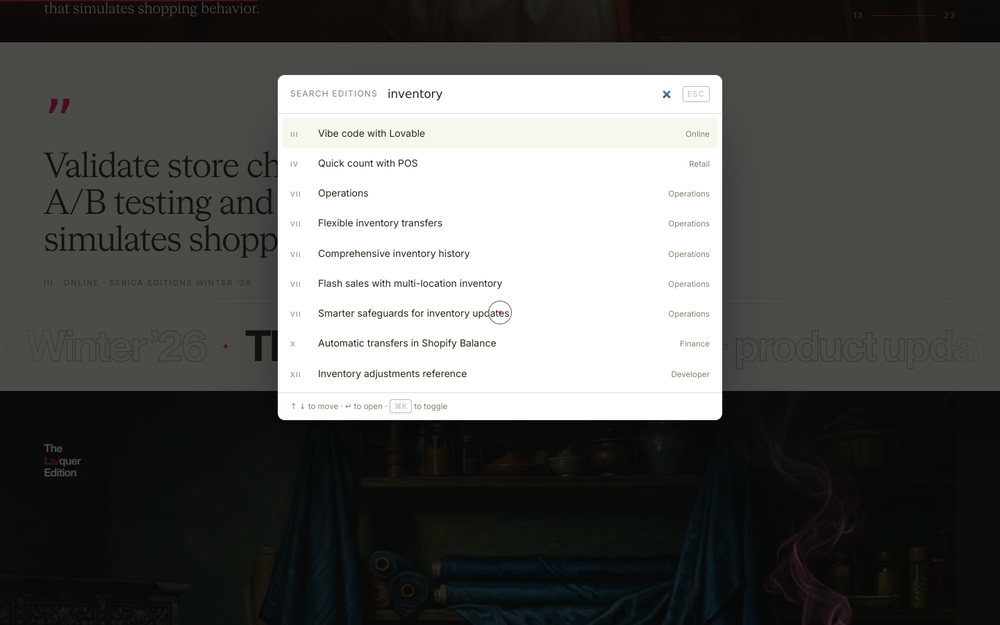 that simulates shopping behavior.
13 23
SEARCH EDITIONS inventory ESC
III Vibe code with Lovable Online
IV Quick count with POS Retail
VII Operations Operations
VII Flexible inventory transfers Operations
VII Comprehensive inventory history Operations
VII Flash sales with multi-location inventory Operations
VII Smarter safeguards for inventory updates Operations
X Automatic transfers in Shopify Balance Finance
XII Inventory adjustments reference Developer
↑ ↓ to move · ↵ to open · ⌘K to toggle
”
Validate store ch
A/B testing and
simulates shopp
III · ONLINE · SERICA EDITIONS WINTER '26
Winter ’26 + Th product updat
The
La/quer
Edition